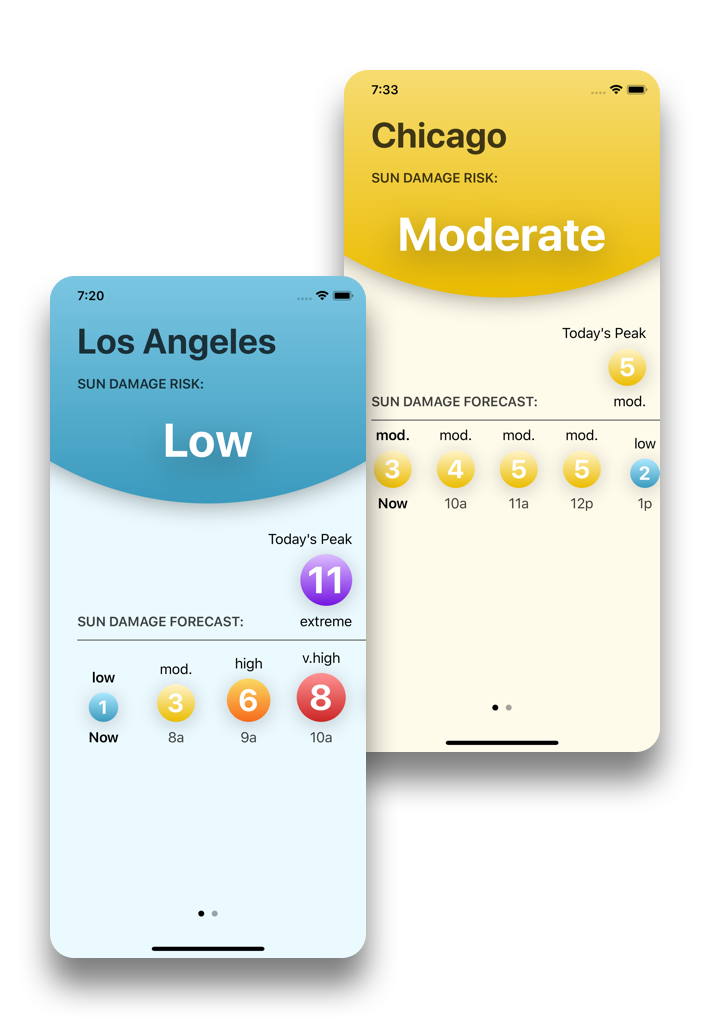 7:33
Chicago
SUN DAMAGE RISK:
Moderate
Today's Peak
5
SUN DAMAGE FORECAST: mod.
mod. mod. mod. mod. low
3 4 5 5 2
Now 10a 11a 12p 1p
7:20
Los Angeles
SUN DAMAGE RISK:
Low
Today's Peak
11
SUN DAMAGE FORECAST: extreme
low mod. high v.high
1 3 6 8
Now 8a 9a 10a